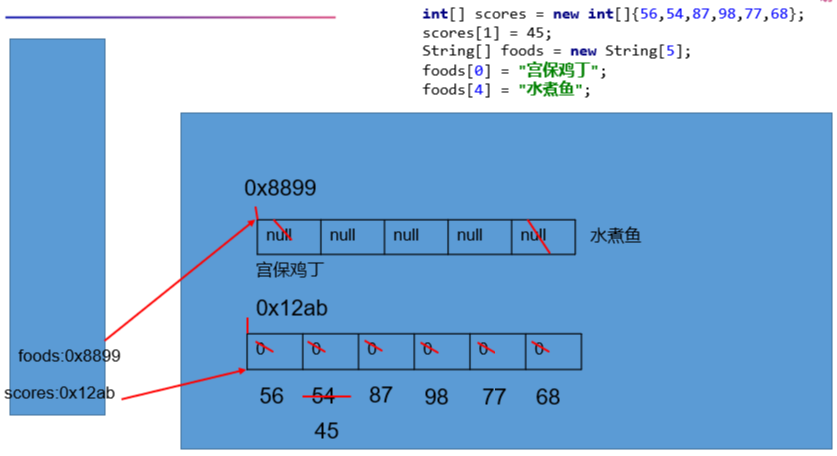 int[] scores = new int[]{56,54,87,98,77,68};
scores[1] = 45;
String[] foods = new String[5];
foods[0] = "宫保鸡丁";
foods[4] = "水煮鱼";
0x8899
null null null null null 水煮鱼
宫保鸡丁
0x12ab
0 0 0 0 0 0
foods:0x8899
scores:0x12ab
56 54 87 98 77 68
45